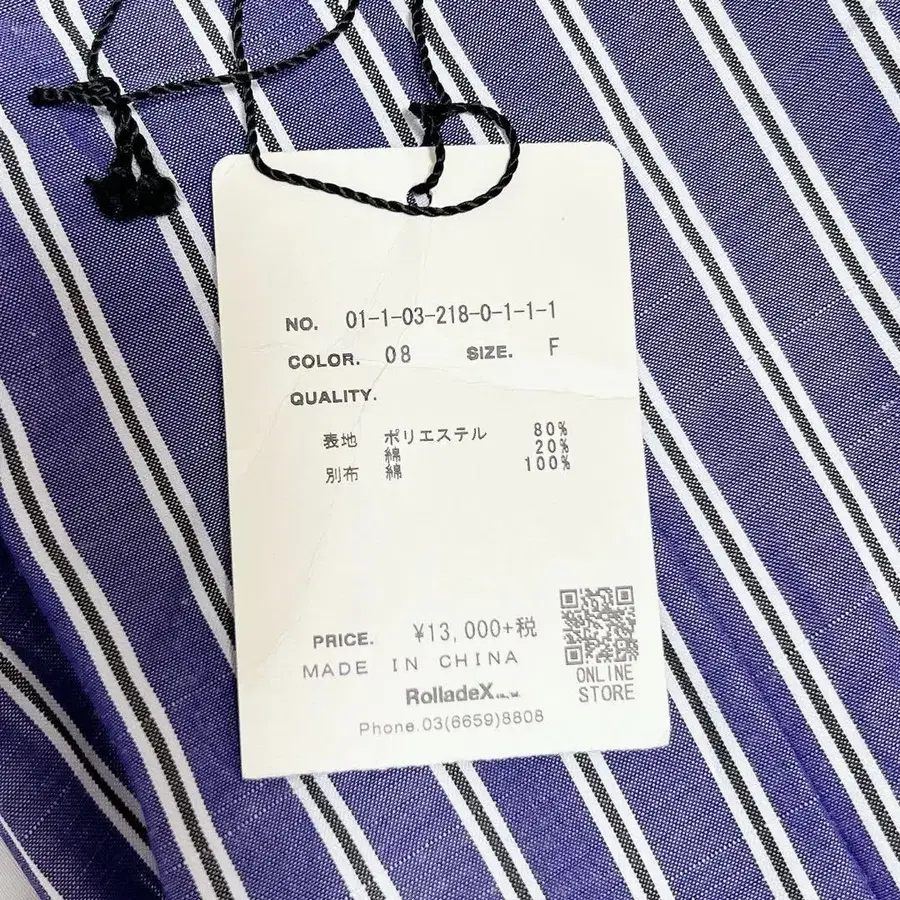 NO. 01-1-03-218-0-1-1-1
COLOR. 08 SIZE. F
QUALITY.
表地 ポリエステル 80%
綿 20%
別布 綿 100%
PRICE. ¥13,000+税
MADE IN CHINA
RolladeX
Phone.03(6659)8808
ONLINE
STORE